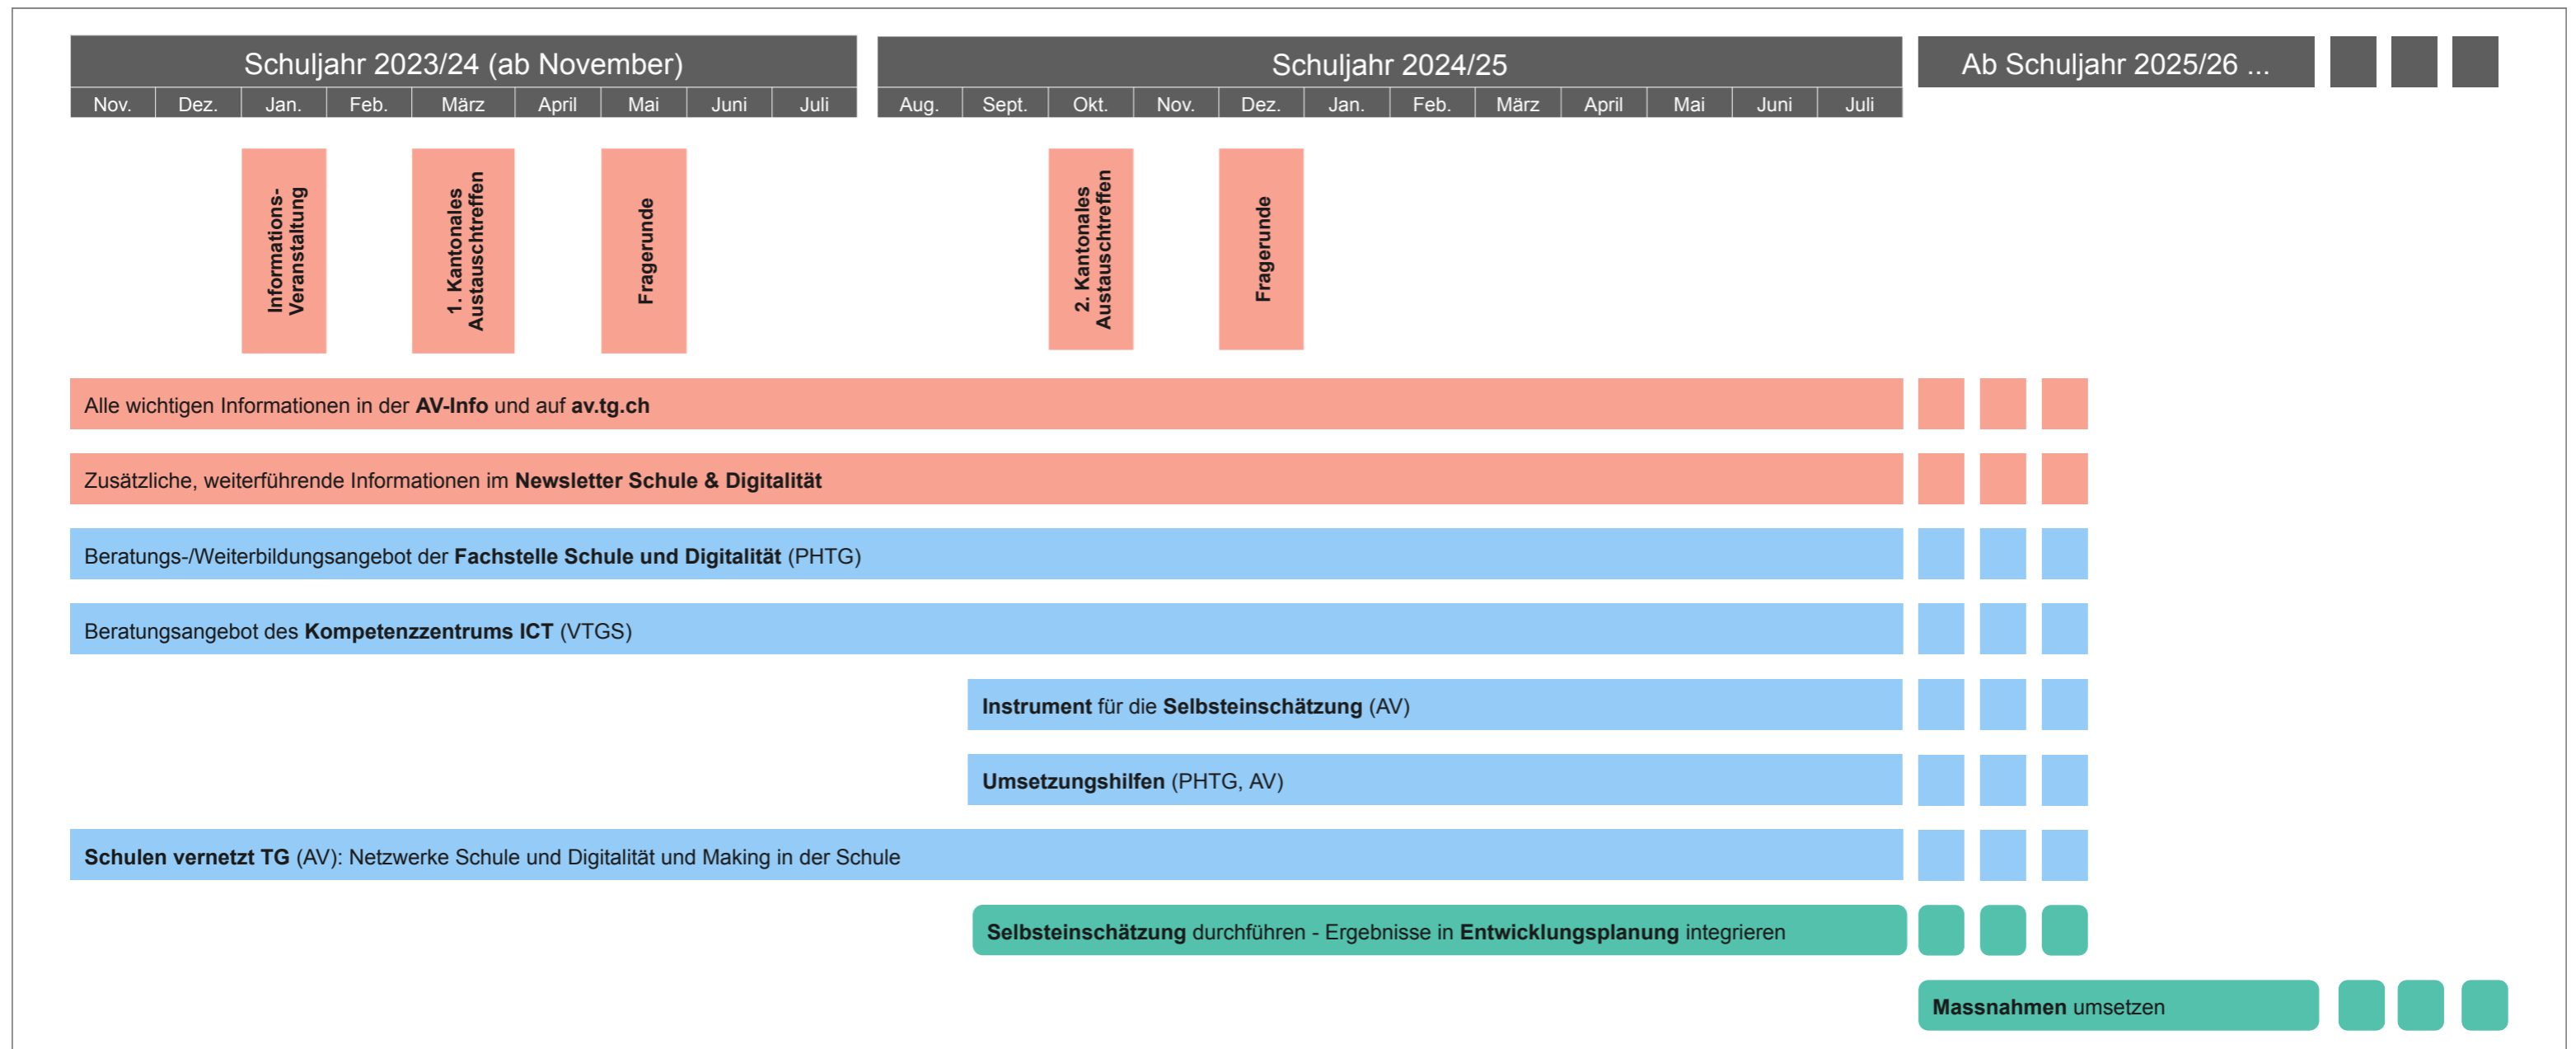 Schuljahr 2023/24 (ab November)
Schuljahr 2024/25
Ab Schuljahr 2025/26 ...
Nov. Dez. Jan. Feb. März April Mai Juni Juli
Aug. Sept. Okt. Nov. Dez. Jan. Feb. März April Mai Juni Juli
Informations-
Veranstaltung
1. Kantonales
Austauschtreffen
Fragerunde
2. Kantonales
Austauschtreffen
Fragerunde
Alle wichtigen Informationen in der AV-Info und auf av.tg.ch
Zusätzliche, weiterführende Informationen im Newsletter Schule & Digitalität
Beratungs-/Weiterbildungsangebot der Fachstelle Schule und Digitalität (PHTG)
Beratungsangebot des Kompetenzzentrums ICT (VTGS)
Instrument für die Selbsteinschätzung (AV)
Umsetzungshilfen (PHTG, AV)
Schulen vernetzt TG (AV): Netzwerke Schule und Digitalität und Making in der Schule
Selbsteinschätzung durchführen - Ergebnisse in Entwicklungsplanung integrieren
Massnahmen umsetzen